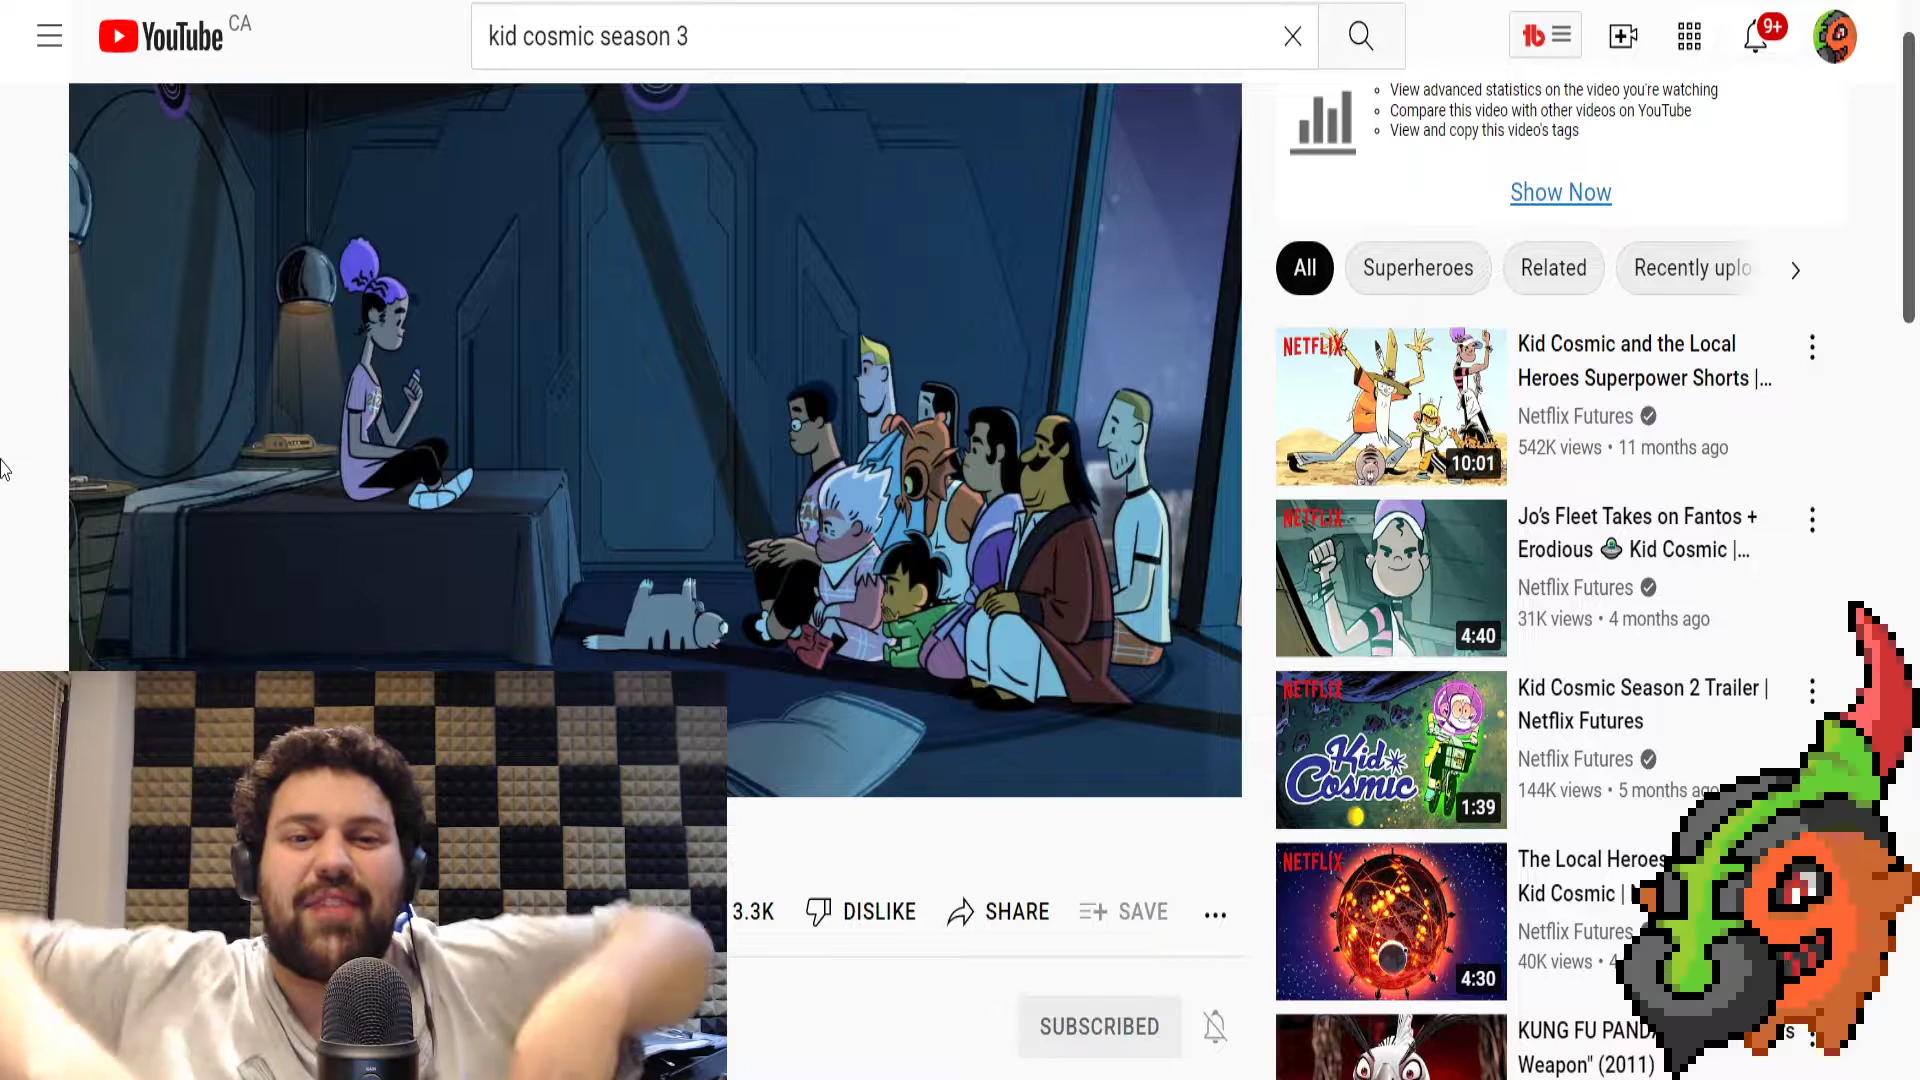 YouTube CA
kid cosmic season 3
9+
View advanced statistics on the video you're watching
Compare this video with other videos on YouTube
View and copy this video's tags
Show Now
All
Superheroes
Related
Recently uplo
NETFLIX
10:01
Kid Cosmic and the Local
Heroes Superpower Shorts |...
Netflix Futures
542K views • 11 months ago
NETFLIX
4:40
Jo's Fleet Takes on Fantos +
Erodious 🛸 Kid Cosmic |...
Netflix Futures
31K views • 4 months ago
NETFLIX
Kid Cosmic
1:39
Kid Cosmic Season 2 Trailer |
Netflix Futures
Netflix Futures
144K views • 5 months ago
NETFLIX
4:30
The Local Heroes
Kid Cosmic |
Netflix Futures
40K views • 4
KUNG FU PANDA
Weapon" (2011)
3.3K
DISLIKE
SHARE
SAVE
SUBSCRIBED